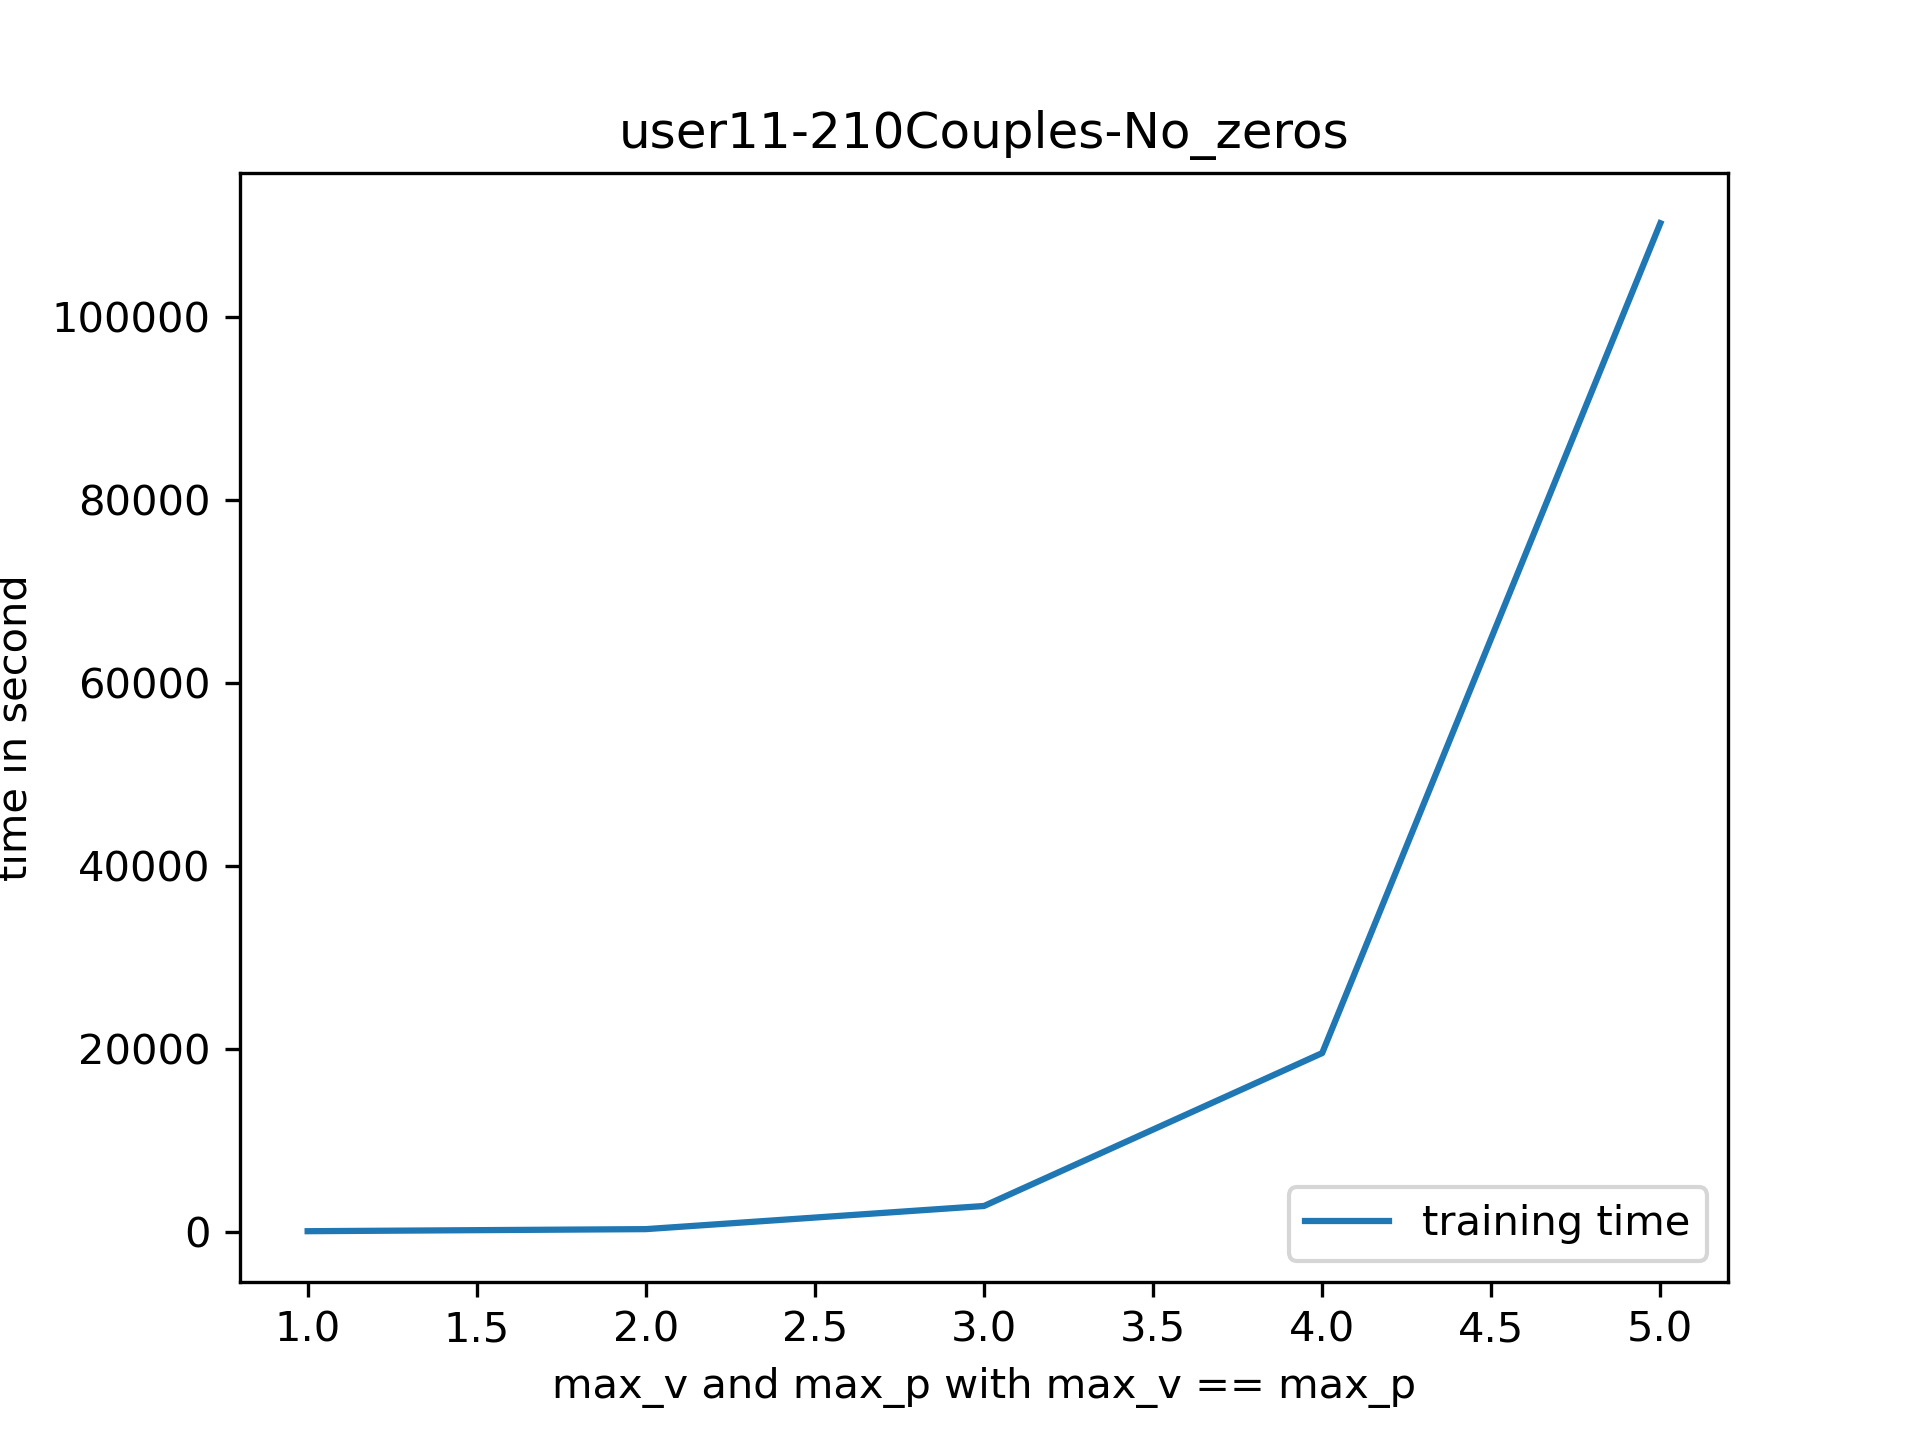 user11-210Couples-No_zeros
100000
80000
60000
40000
20000
0
time in second
training time
1.0 1.5 2.0 2.5 3.0 3.5 4.0 4.5 5.0
max_v and max_p with max_v == max_p